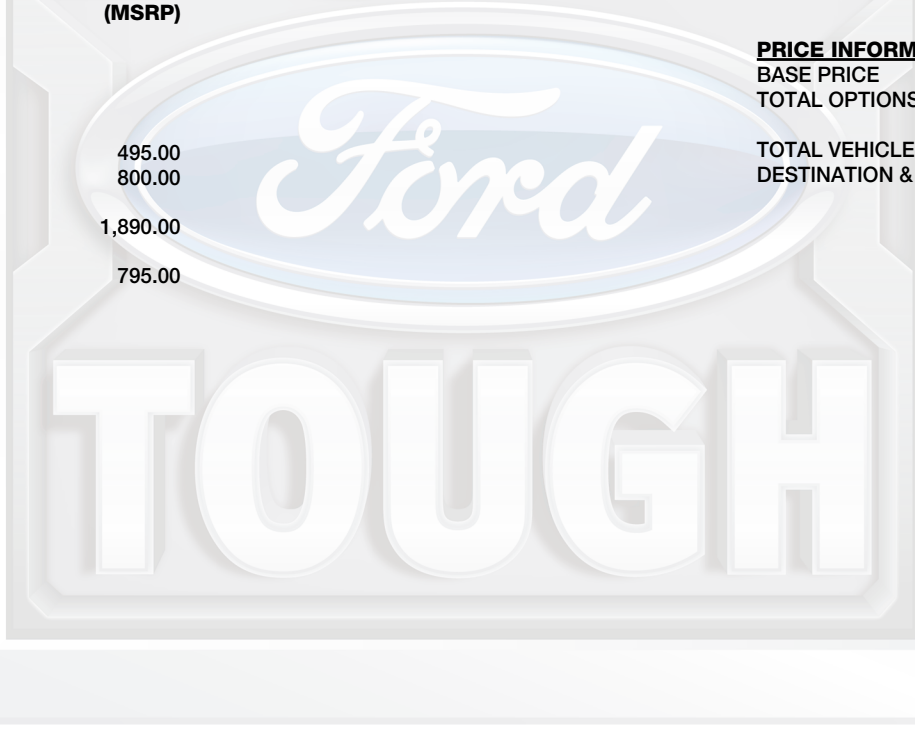 (MSRP)
495.00
800.00
1,890.00
795.00
PRICE INFORM
BASE PRICE
TOTAL OPTIONS
TOTAL VEHICLE
DESTINATION &
Ford
TOUGH